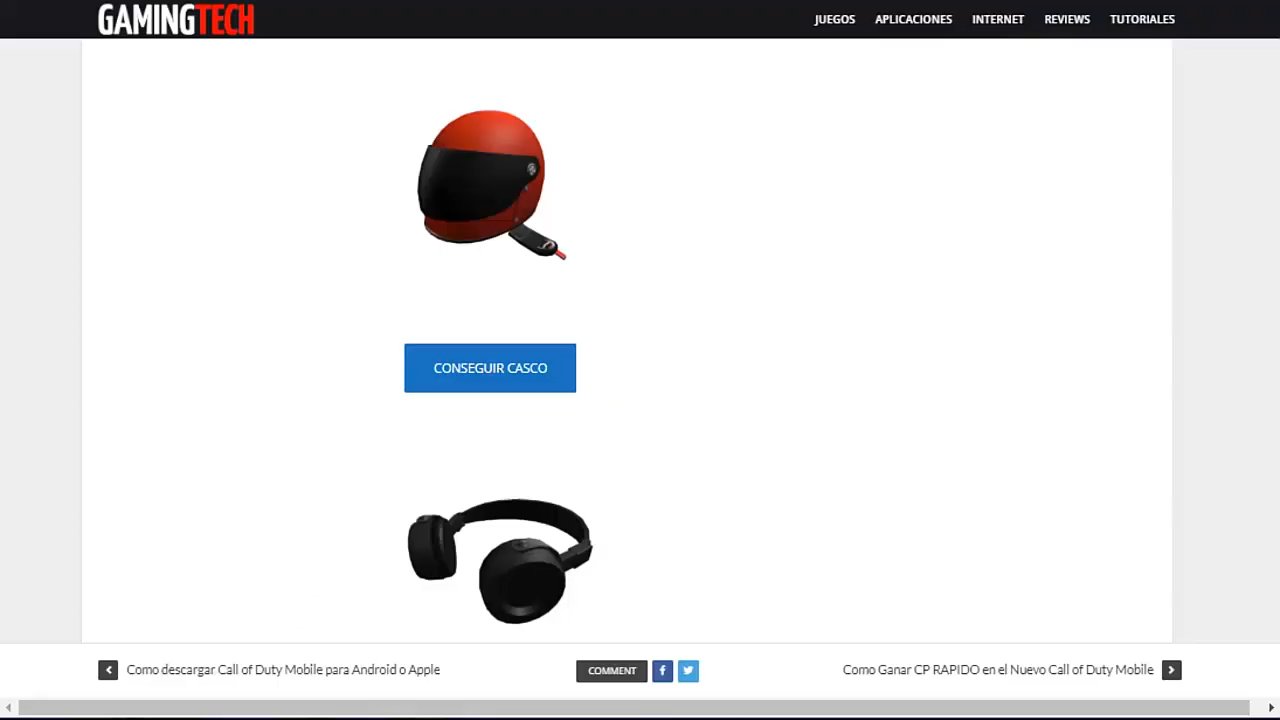 GAMINGTECH
JUEGOS APLICACIONES INTERNET REVIEWS TUTORIALES
CONSEGUIR CASCO
Como descargar Call of Duty Mobile para Android o Apple
COMMENT
Como Ganar CP RAPIDO en el Nuevo Call of Duty Mobile